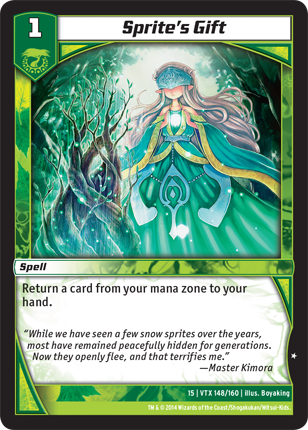 1
Sprite's Gift
Spell
Return a card from your mana zone to your
hand.
“While we have seen a few snow sprites over the years,
most have remained peacefully hidden for generations.
Now they openly flee, and that terrifies me.”
—Master Kimora
15 | VTX 148/160 | illus. Boyaking
TM & © 2014 Wizards of the Coast/Shogakukan/Mitsui-Kids.